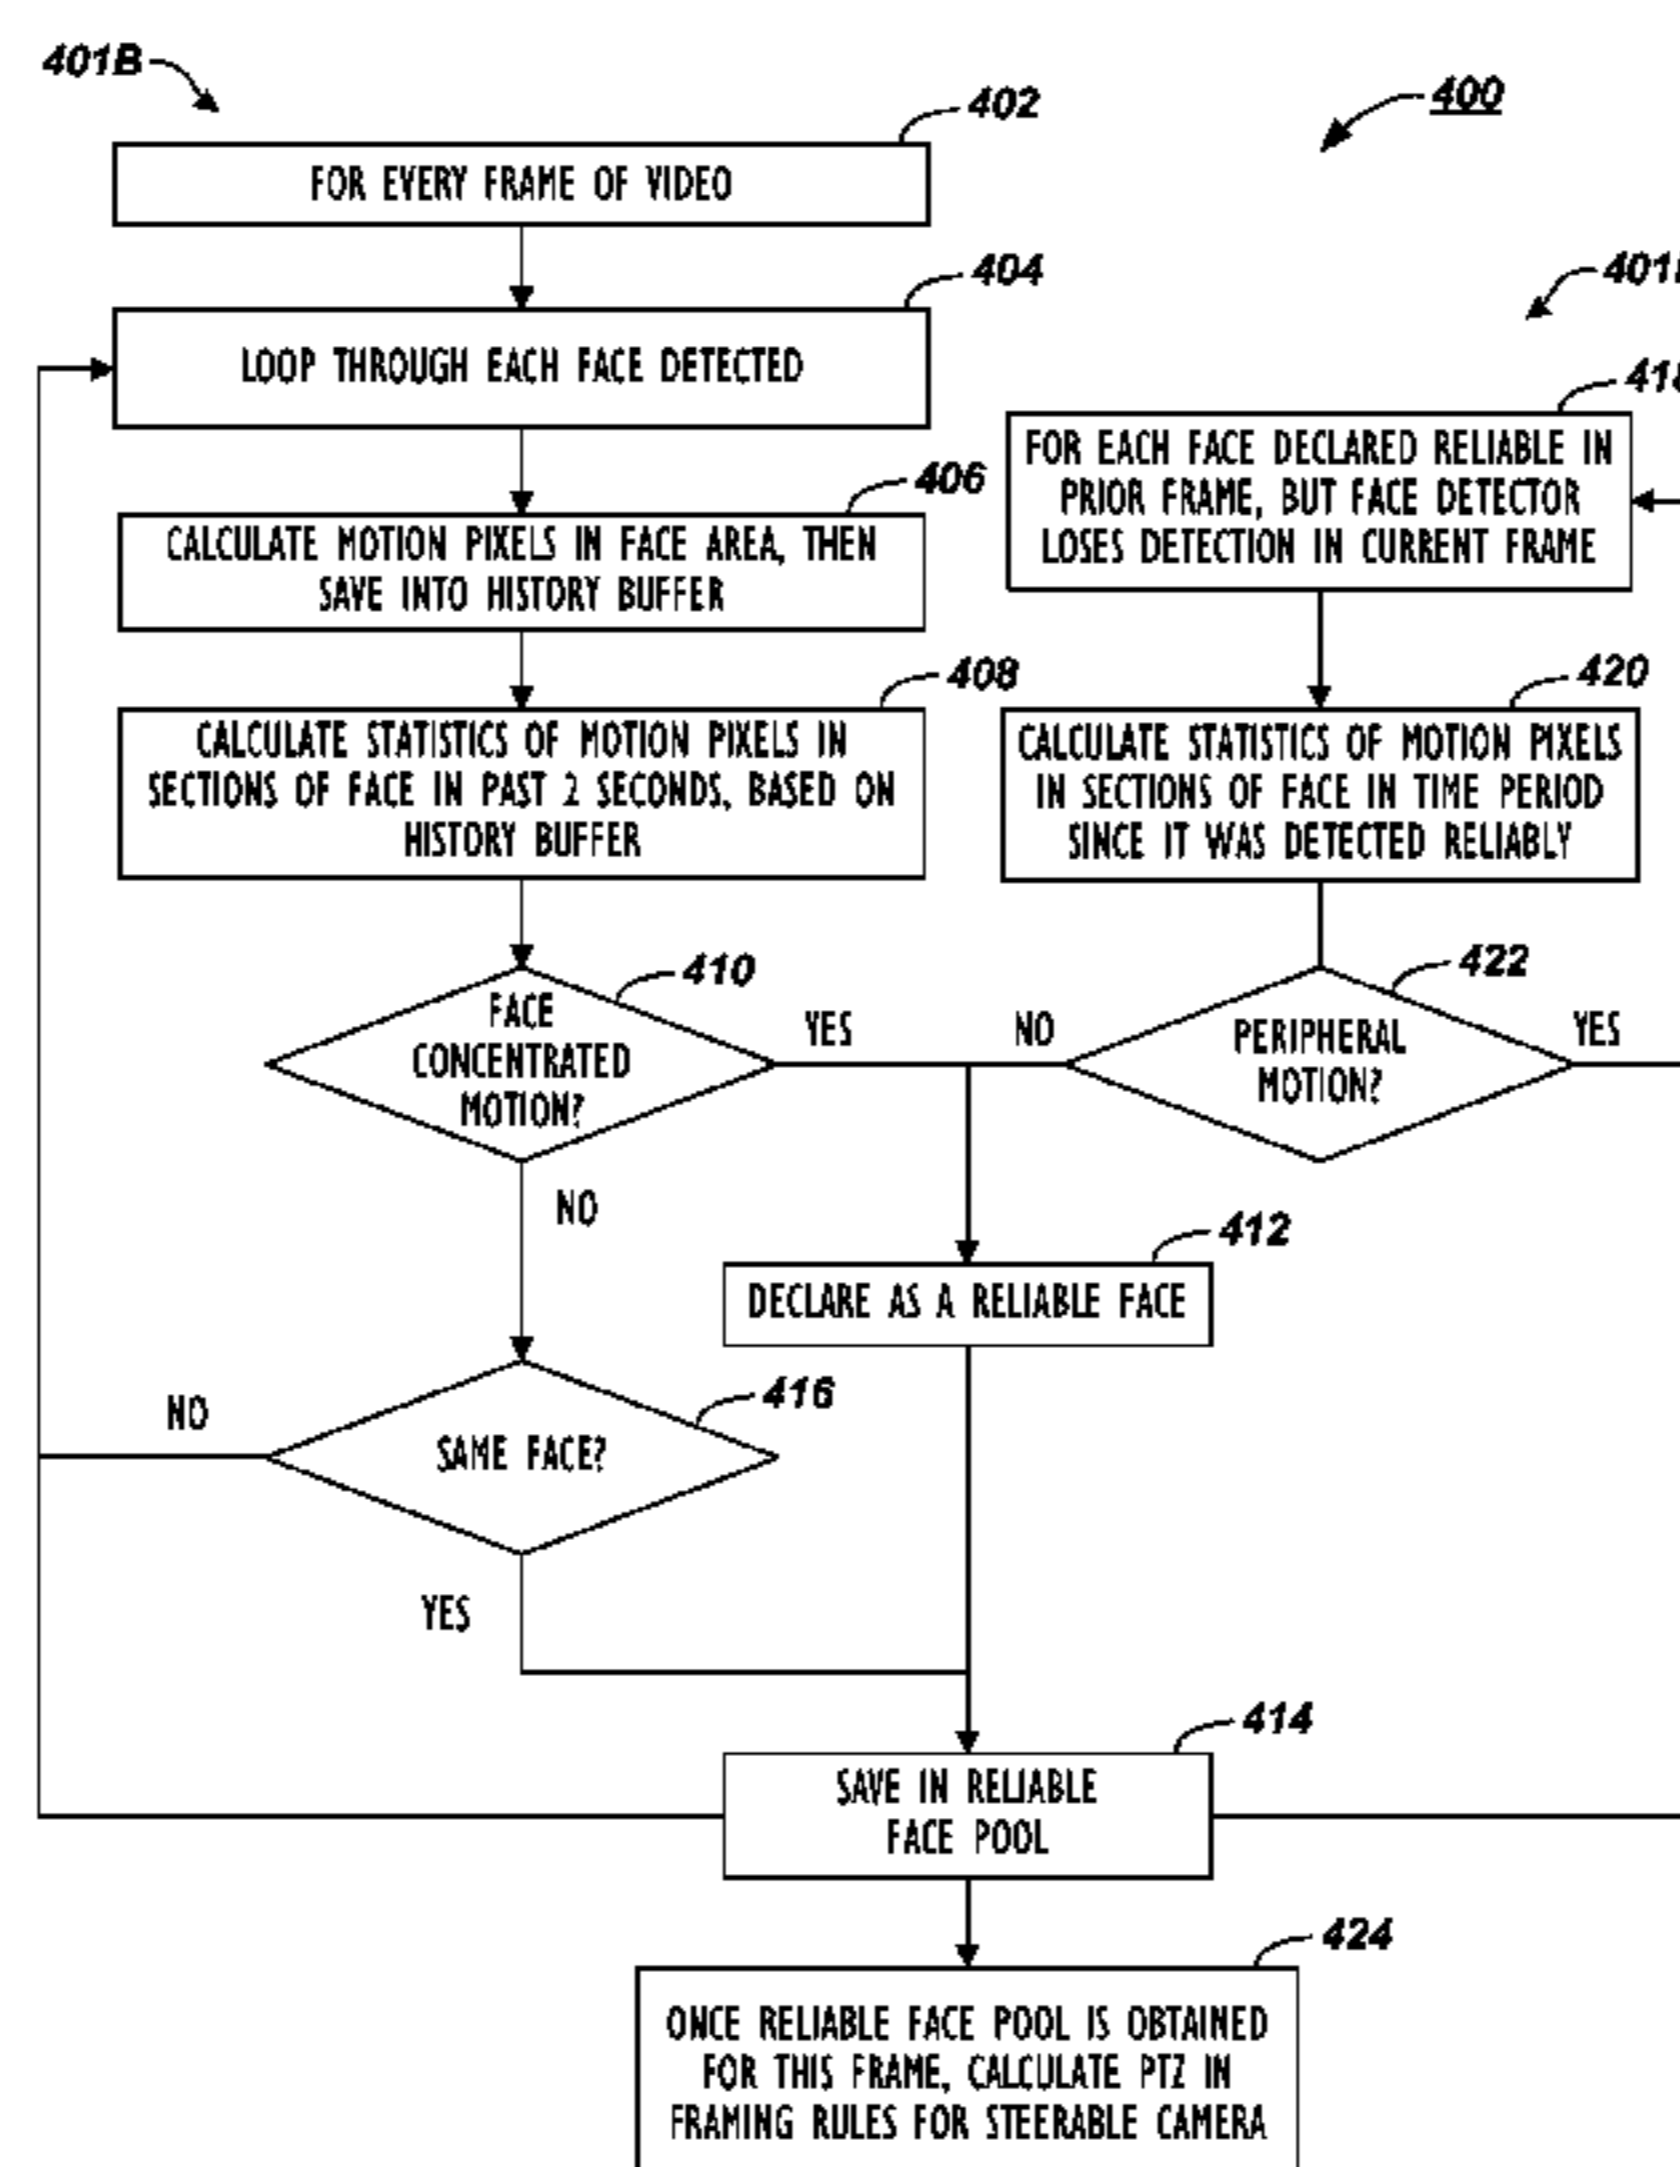 401B
400
402
FOR EVERY FRAME OF VIDEO
404
LOOP THROUGH EACH FACE DETECTED
406
CALCULATE MOTION PIXELS IN FACE AREA, THEN
SAVE INTO HISTORY BUFFER
408
CALCULATE STATISTICS OF MOTION PIXELS IN
SECTIONS OF FACE IN PAST 2 SECONDS, BASED ON
HISTORY BUFFER
410
FACE
CONCENTRATED
MOTION?
YES
NO
416
SAME FACE?
NO
YES
FOR EACH FACE DECLARED RELIABLE IN
PRIOR FRAME, BUT FACE DETECTOR
LOSES DETECTION IN CURRENT FRAME
420
CALCULATE STATISTICS OF MOTION PIXELS
IN SECTIONS OF FACE IN TIME PERIOD
SINCE IT WAS DETECTED RELIABLY
422
PERIPHERAL
MOTION?
NO
YES
412
DECLARE AS A RELIABLE FACE
414
SAVE IN RELIABLE
FACE POOL
424
ONCE RELIABLE FACE POOL IS OBTAINED
FOR THIS FRAME, CALCULATE PTZ IN
FRAMING RULES FOR STEERABLE CAMERA